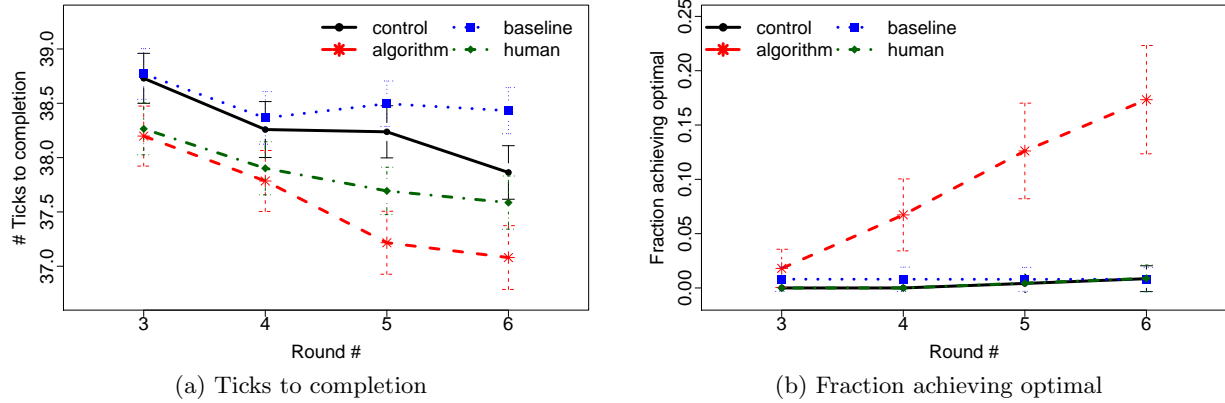 control
baseline
algorithm
human
# Ticks to completion
39.0
38.5
38.0
37.5
37.0
3
4
5
6
Round #
(a) Ticks to completion
control
baseline
algorithm
human
Fraction achieving optimal
0.25
0.20
0.15
0.10
0.05
0.00
3
4
5
6
Round #
(b) Fraction achieving optimal